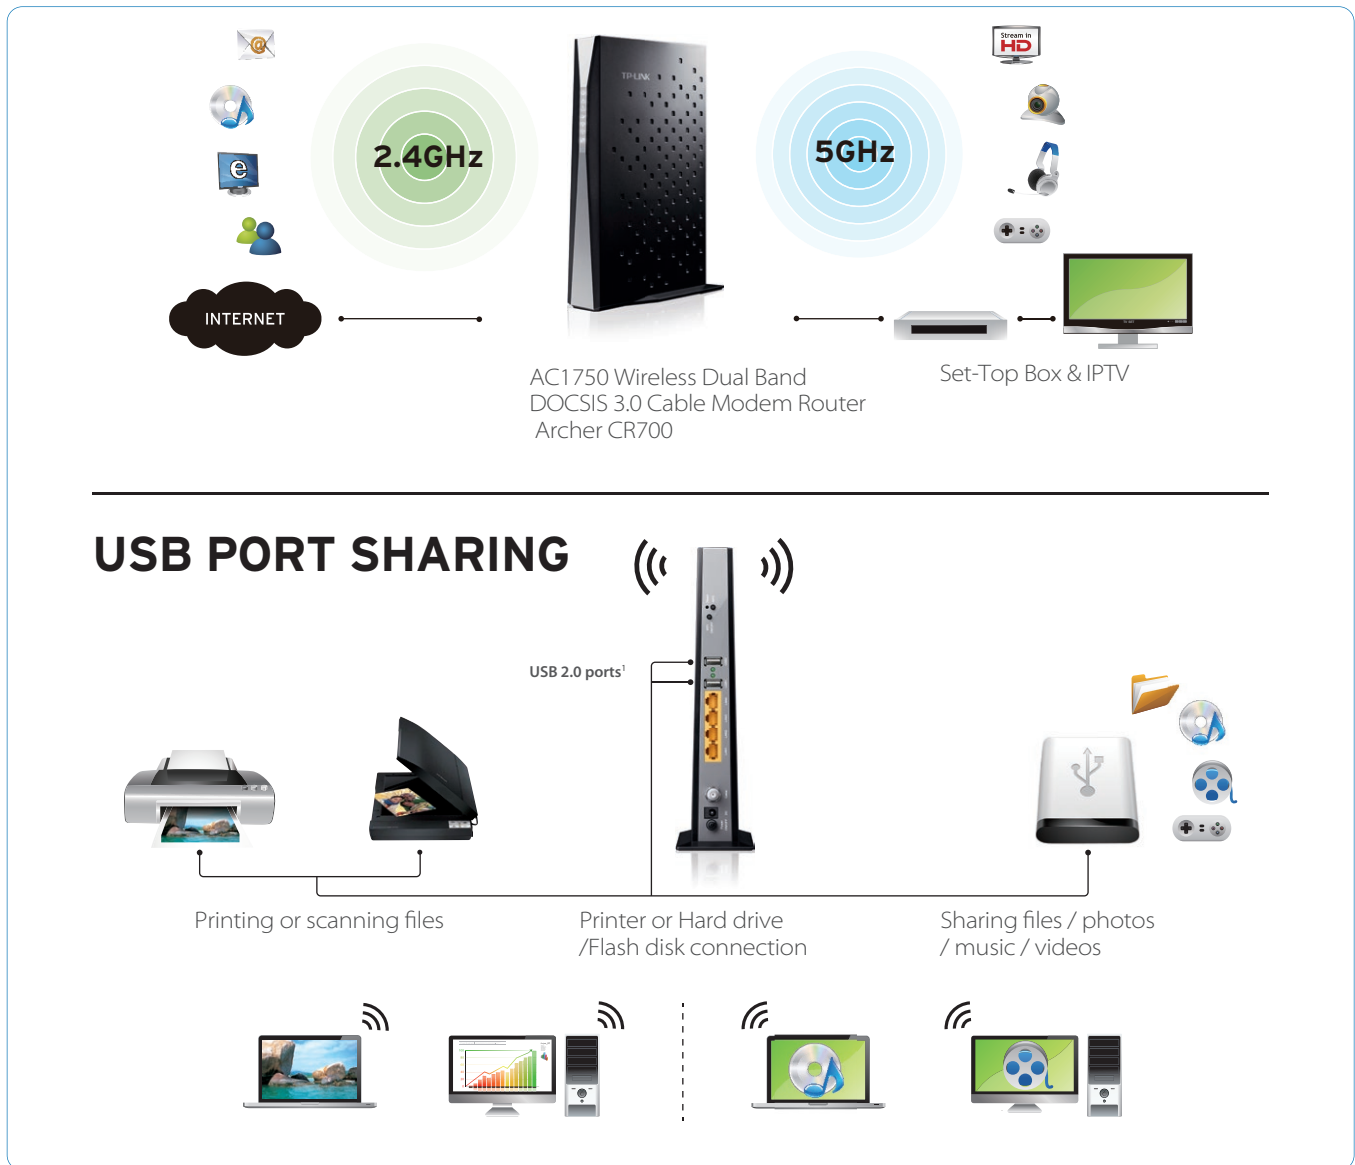 Stream in
HD
TP-LINK
2.4GHz
5GHz
INTERNET
AC1750 Wireless Dual Band
DOCSIS 3.0 Cable Modem Router
Archer CR700
Set-Top Box & IPTV
USB PORT SHARING
USB 2.0 ports¹
Printing or scanning files
Printer or Hard drive
/Flash disk connection
Sharing files / photos
/ music / videos